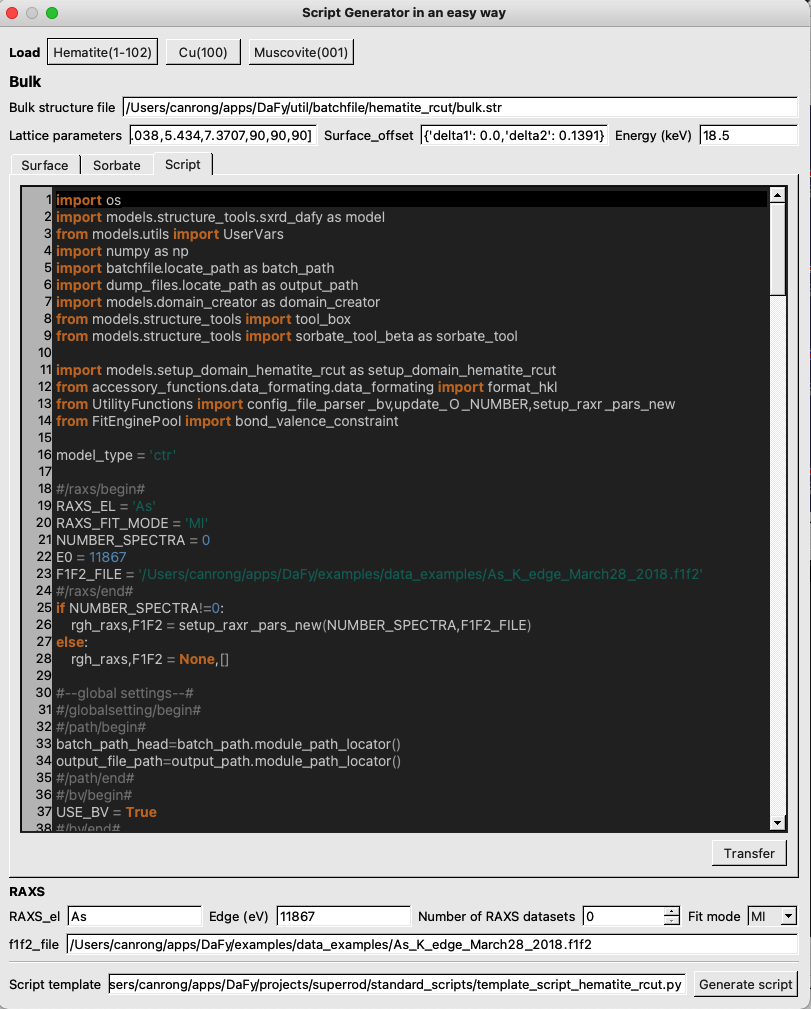 Script Generator in an easy way
Load Hematite(1-102) Cu(100) Muscovite(001)
Bulk
Bulk structure file /Users/canrong/apps/DaFy/util/batchfile/hematite_rcut/bulk.str
Lattice parameters .038,5.434,7.3707,90,90,90] Surface_offset {'delta1': 0.0,'delta2': 0.1391} Energy (keV) 18.5
Surface Sorbate Script
1 import os
2 import models.structure_tools.sxrd_dafy as model
3 from models.utils import UserVars
4 import numpy as np
5 import batchfile.locate_path as batch_path
6 import dump_files.locate_path as output_path
7 import models.domain_creator as domain_creator
8 from models.structure_tools import tool_box
9 from models.structure_tools import sorbate_tool_beta as sorbate_tool
10
11 import models.setup_domain_hematite_rcut as setup_domain_hematite_rcut
12 from accessory_functions.data_formating.data_formating import format_hkl
13 from UtilityFunctions import config_file_parser_bv,update_O_NUMBER,setup_raxr_pars_new
14 from FitEnginePool import bond_valence_constraint
15
16 model_type = 'ctr'
17
18 #/raxs/begin#
19 RAXS_EL = 'As'
20 RAXS_FIT_MODE = 'MI'
21 NUMBER_SPECTRA = 0
22 E0 = 11867
23 F1F2_FILE = '/Users/canrong/apps/DaFy/examples/data_examples/As_K_edge_March28_2018.f1f2'
24 #/raxs/end#
25 if NUMBER_SPECTRA!=0:
26 rgh_raxs,F1F2 = setup_raxr_pars_new(NUMBER_SPECTRA,F1F2_FILE)
27 else:
28 rgh_raxs,F1F2 = None,[]
29
30 #--global settings--#
31 #/globalsetting/begin#
32 #/path/begin#
33 batch_path_head=batch_path.module_path_locator()
34 output_file_path=output_path.module_path_locator()
35 #/path/end#
36 #/bv/begin#
37 USE_BV = True
38 #/bv/end#
Transfer
RAXS
RAXS_el As Edge (eV) 11867 Number of RAXS datasets 0 Fit mode MI
f1f2_file /Users/canrong/apps/DaFy/examples/data_examples/As_K_edge_March28_2018.f1f2
Script template sers/canrong/apps/DaFy/projects/superrod/standard_scripts/template_script_hematite_rcut.py Generate script